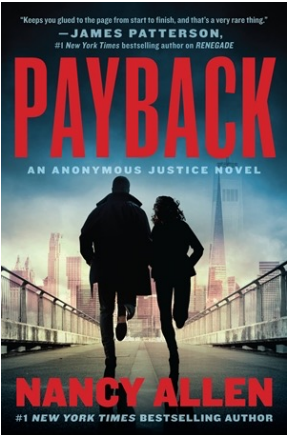 "Keeps you glued to the page from start to finish, and that's a very rare thing."
—JAMES PATTERSON,
#1 New York Times bestselling author on RENEGADE
PAYBACK
AN ANONYMOUS JUSTICE NOVEL
NANCY ALLEN
#1 NEW YORK TIMES BESTSELLING AUTHOR